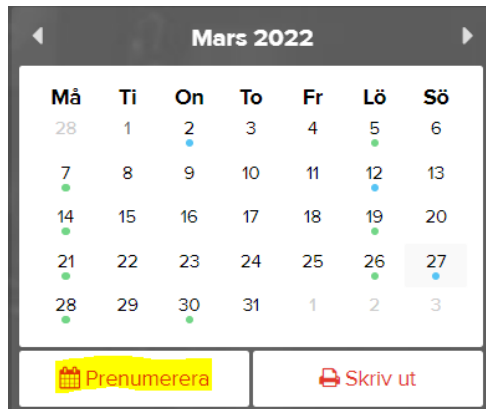 Mars 2022
Må Ti On To Fr Lö Sö
28 1 2 3 4 5 6
7 8 9 10 11 12 13
14 15 16 17 18 19 20
21 22 23 24 25 26 27
28 29 30 31 1 2 3
Prenumerera Skriv ut